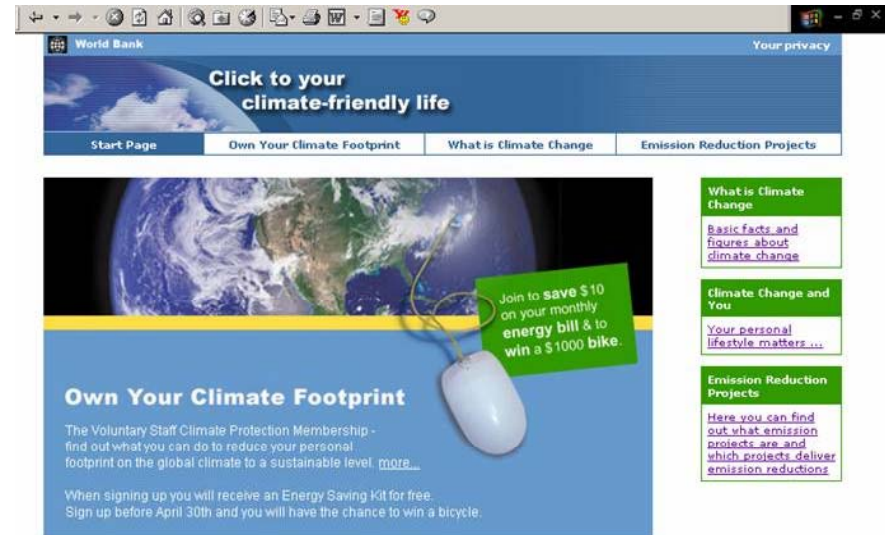 World Bank
Your privacy
Click to your
climate-friendly life
Start Page
Own Your Climate Footprint
What is Climate Change
Emission Reduction Projects
Join to save $10
on your monthly
energy bill & to
win a $1000 bike.
Own Your Climate Footprint
The Voluntary Staff Climate Protection Membership -
find out what you can do to reduce your personal
footprint on the global climate to a sustainable level. more...
When signing up you will receive an Energy Saving Kit for free.
Sign up before April 30th and you will have the chance to win a bicycle.
What is Climate
Change
Basic facts and
figures about
climate change
Climate Change and
You
Your personal
lifestyle matters ...
Emission Reduction
Projects
Here you can find
out what emission
projects are and
which projects deliver
emission reductions